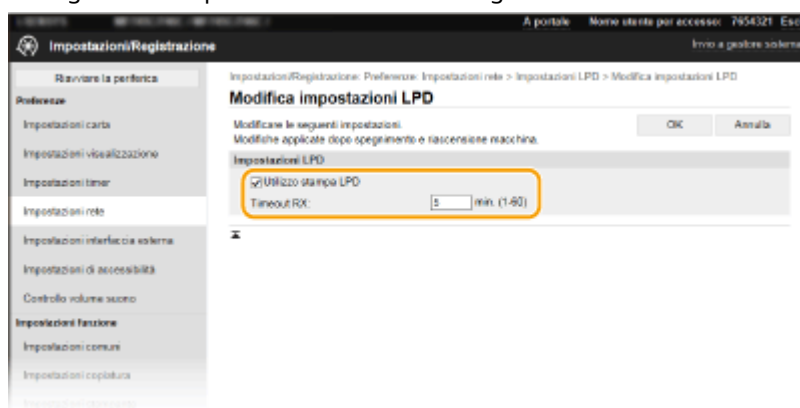 A portale Nome utente per accesso: 7654321 Esc
Impostazioni/Registrazione
Invio a gestore sistema
Riavviare la periferica
Impostazioni/Registrazione: Preferenze: Impostazioni rete > Impostazioni LPD > Modifica impostazioni LPD
Preferenze
Modifica impostazioni LPD
Impostazioni carta
Modificare le seguenti impostazioni.
OK Annulla
Modifiche applicate dopo spegnimento e riaccensione macchina.
Impostazioni visualizzazione
Impostazioni LPD
Impostazioni timer
Utilizzo stampa LPD
Timeout RX: 5 min. (1-60)
Impostazioni rete
Impostazioni interfaccia esterna
Impostazioni di accessibilità
Controllo volume suono
Impostazioni funzione
Impostazioni comuni
Impostazioni copiatura